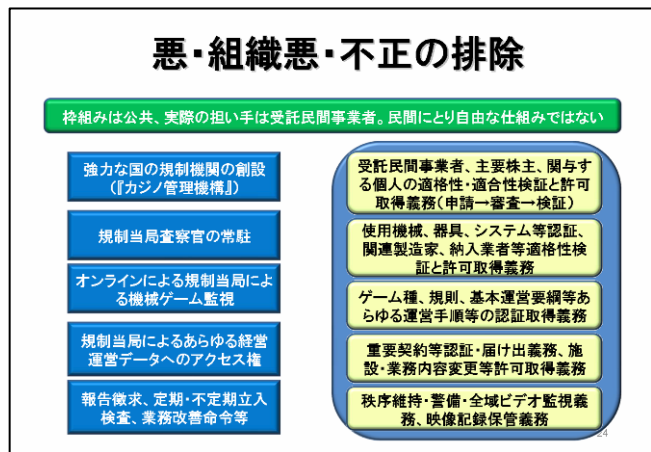 悪・組織悪・不正の排除
枠組みは公共、実際の担い手は受託民間事業者。民間にとり自由な仕組みではない
強力な国の規制機関の創設
(『カジノ管理機構』)
規制当局査察官の常駐
オンラインによる規制当局によ
る機械ゲーム監視
規制当局によるあらゆる経営
運営データへのアクセス権
報告徴求、定期・不定期立入
検査、業務改善命令等
受託民間事業者、主要株主、関与す
る個人の適格性・適合性検証と許可
取得義務(申請→審査→検証)
使用機械、器具、システム等認証、
関連製造家、納入業者等適格性検
証と許可取得義務
ゲーム種、規則、基本運営要綱等あ
らゆる運営手順等の認証取得義務
重要契約等認証・届け出義務、施
設・業務内容変更等許可取得義務
秩序維持・警備・全域ビデオ監視義
務、映像記録保管義務
24